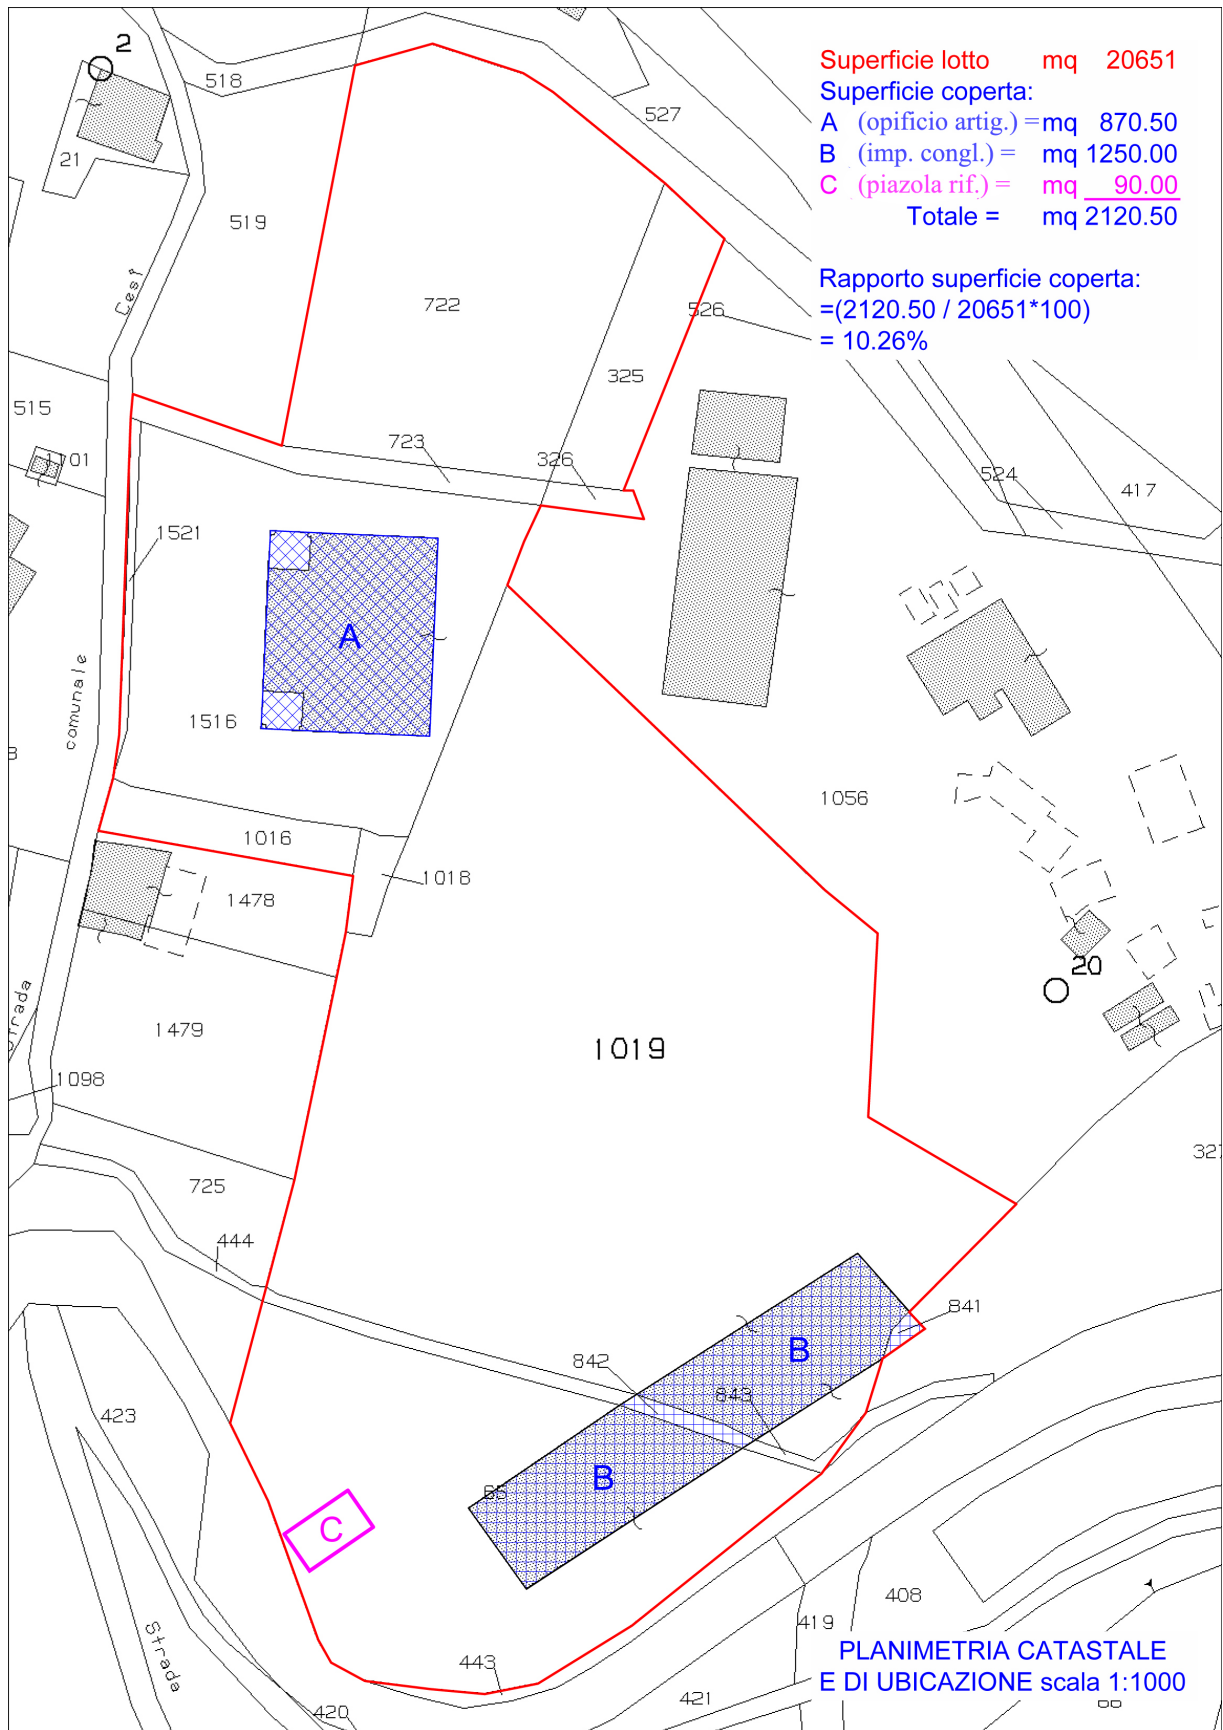 2
518
Superficie lotto mq 20651
Superficie coperta:
A (opificio artig.) = mq 870.50
B (imp. congl.) = mq 1250.00
C (piazola rif.) = mq 90.00
Totale = mq 2120.50
Rapporto superficie coperta:
=(2120.50 / 20651*100)
= 10.26%
527
21
519
Cesi
722
526
325
515
723
326
1101
524
417
1521
A
1516
comunale
1056
1016
1018
1478
20
Strada
1479
1019
1098
327
725
444
841
B
842
843
423
B
65
C
408
419
Strada
PLANIMETRIA CATASTALE
E DI UBICAZIONE scala 1:1000
443
421
420